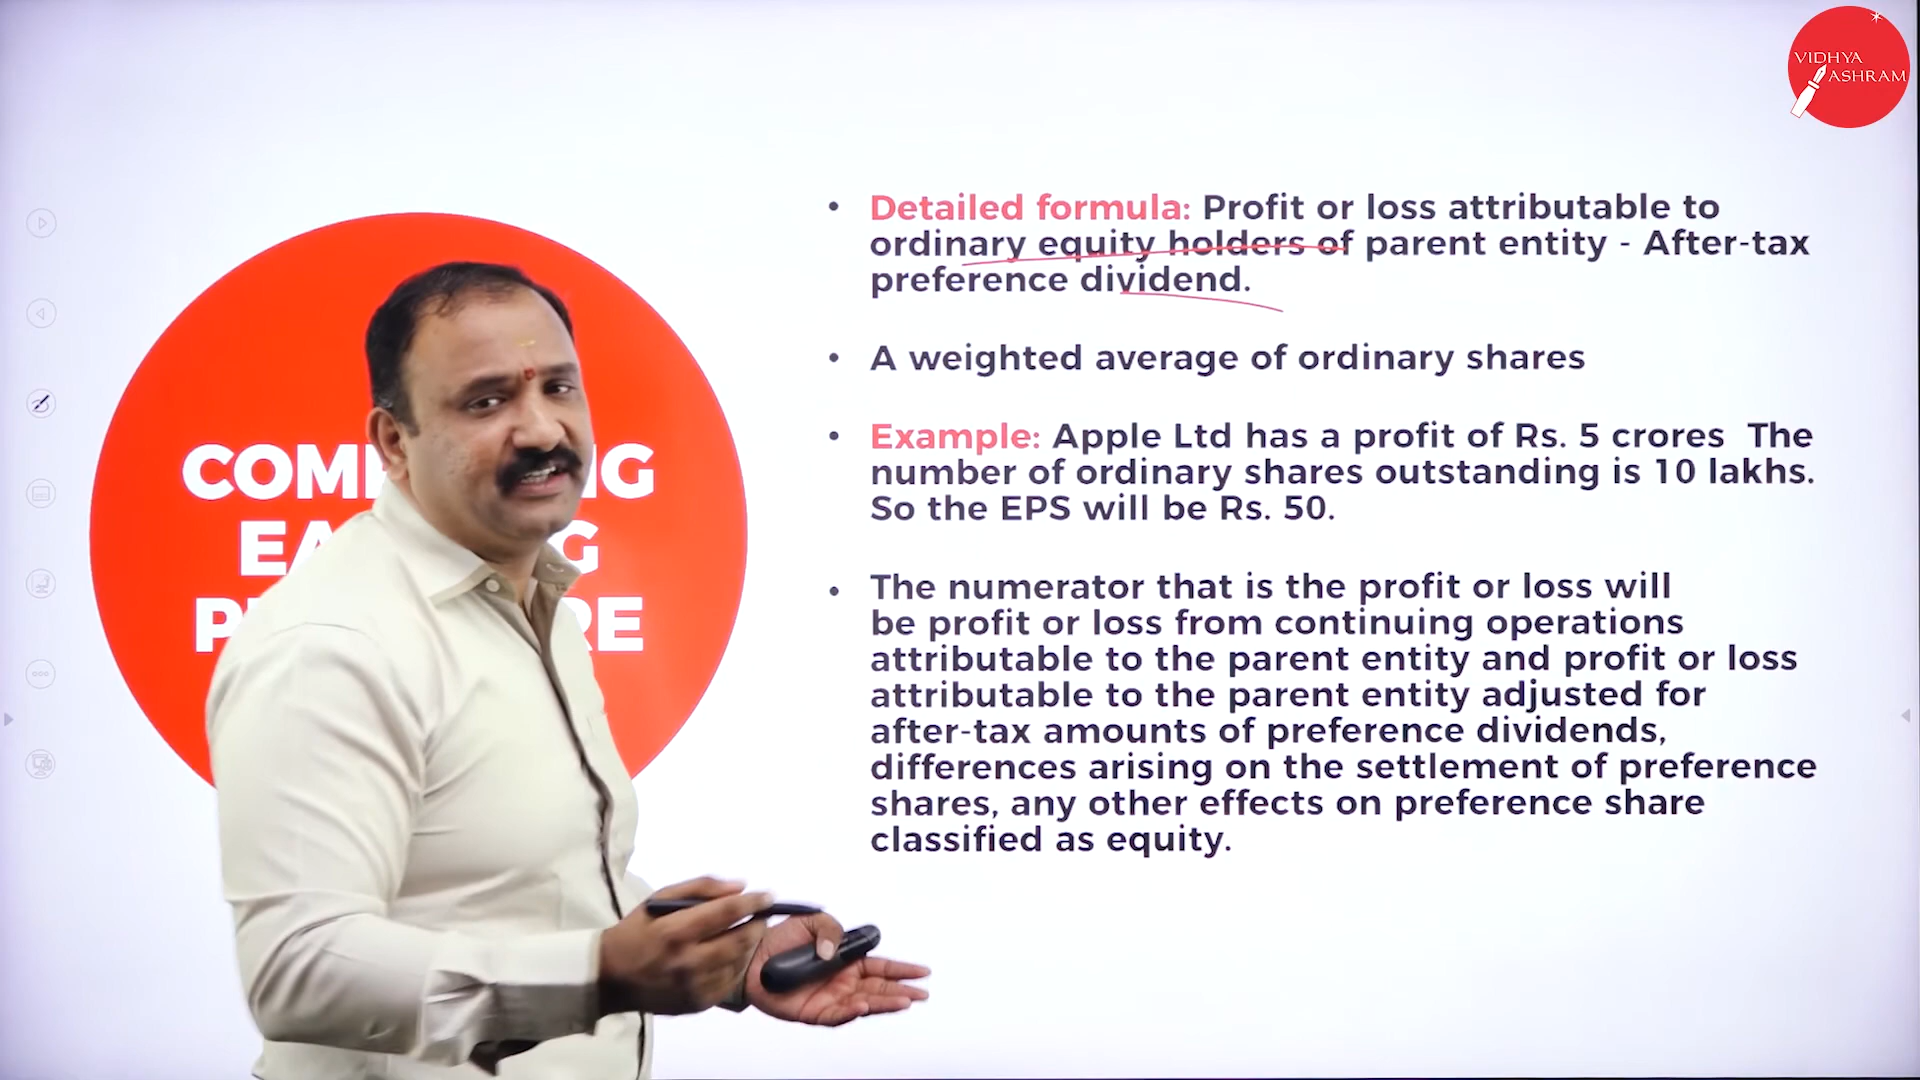 VIDHYA
ASHRAM
Detailed formula: Profit or loss attributable to
ordinary equity holders of parent entity - After-tax
preference dividend.
A weighted average of ordinary shares
Example: Apple Ltd has a profit of Rs. 5 crores The
number of ordinary shares outstanding is 10 lakhs.
So the EPS will be Rs. 50.
The numerator that is the profit or loss will
be profit or loss from continuing operations
attributable to the parent entity and profit or loss
attributable to the parent entity adjusted for
after-tax amounts of preference dividends,
differences arising on the settlement of preference
shares, any other effects on preference share
classified as equity.